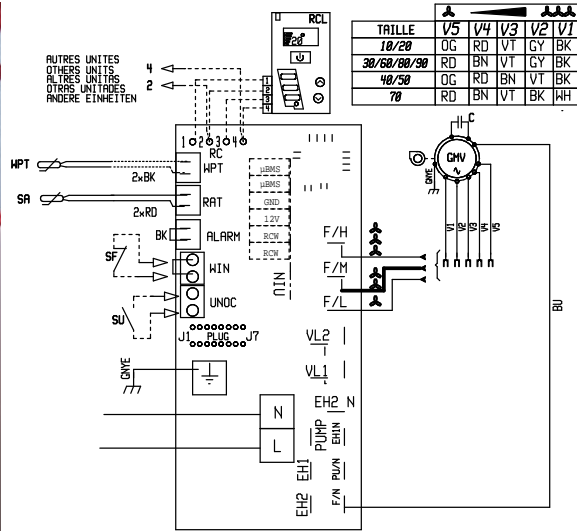 RCL
20°
1
2
3
4
TAILLE V5 V4 V3 V2 V1
10/20 OG RD VT GY BK
30/60/80/90 RD BN VT GY BK
40/50 OG RD BN VT BK
70 RD BN VT BK WH
AUTRES UNITES
OTHERS UNITS
ALTRES UNITAS
OTRAS UNITADES
ANDERE EINHEITEN
4
2
1 2 3 4
RC
WPT
WPT
2xBK
SA
RAT
2xRD
BK
ALARM
SF
WIN
SU
UNOC
J1 PLUG J7
GNYE
N
L
µBMS
µBMS
GND
12V
RCW
RCW
UIN
F/H
F/M
F/L
VL2
VL1
EH2 N
PUMP
EH1N
EH1
PU/N
EH2
F/N
C
GMV
GNYE
V1
V2
V3
V4
V5
BU